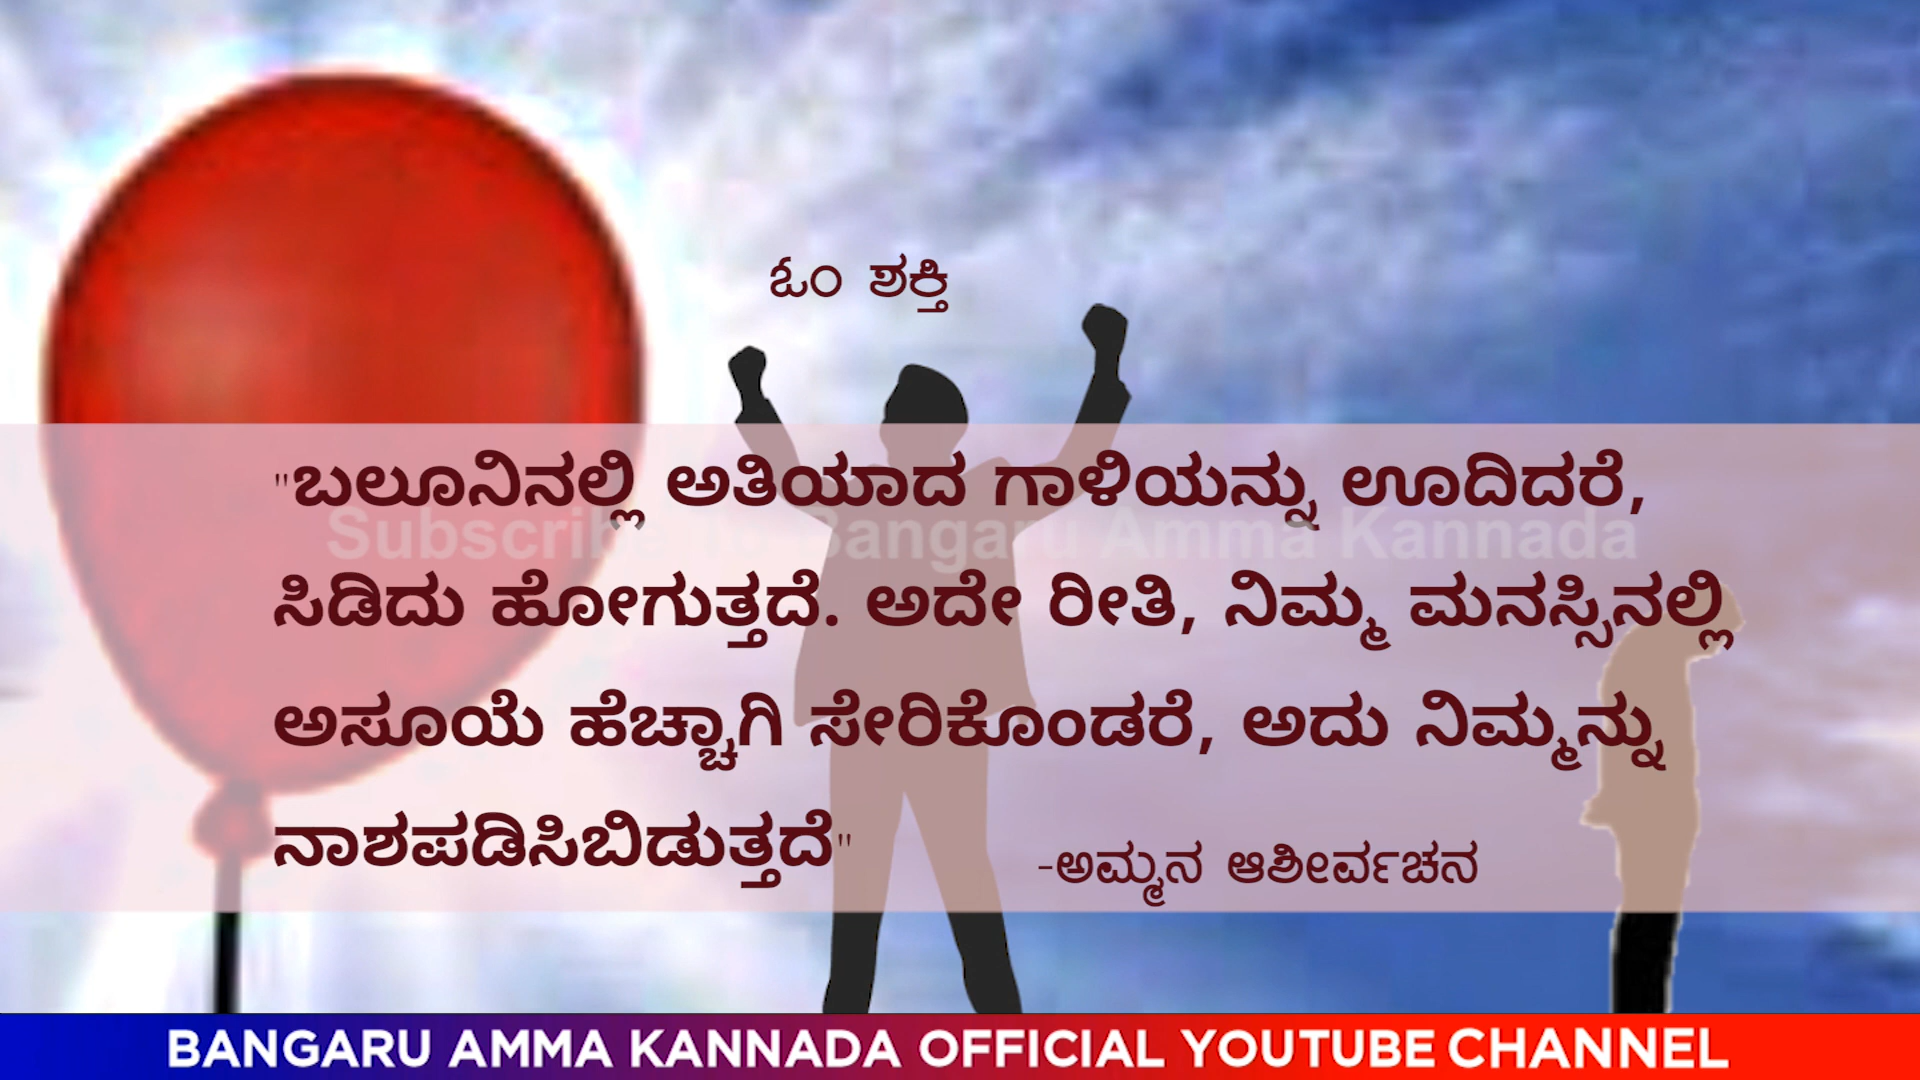 ಓಂ ಶಕ್ತಿ
"ಬಲೂನಿನಲ್ಲಿ ಅತಿಯಾದ ಗಾಳಿಯನ್ನು ಊದಿದರೆ,
Subscribe to Bangaru Amma Kannada
ಸಿಡಿದು ಹೋಗುತ್ತದೆ. ಅದೇ ರೀತಿ, ನಿಮ್ಮ ಮನಸ್ಸಿನಲ್ಲಿ
ಅಸೂಯೆ ಹೆಚ್ಚಾಗಿ ಸೇರಿಕೊಂಡರೆ, ಅದು ನಿಮ್ಮನ್ನು
ನಾಶಪಡಿಸಿಬಿಡುತ್ತದೆ"
-ಅಮ್ಮನ ಆಶೀರ್ವಚನ
BANGARU AMMA KANNADA OFFICIAL YOUTUBE CHANNEL